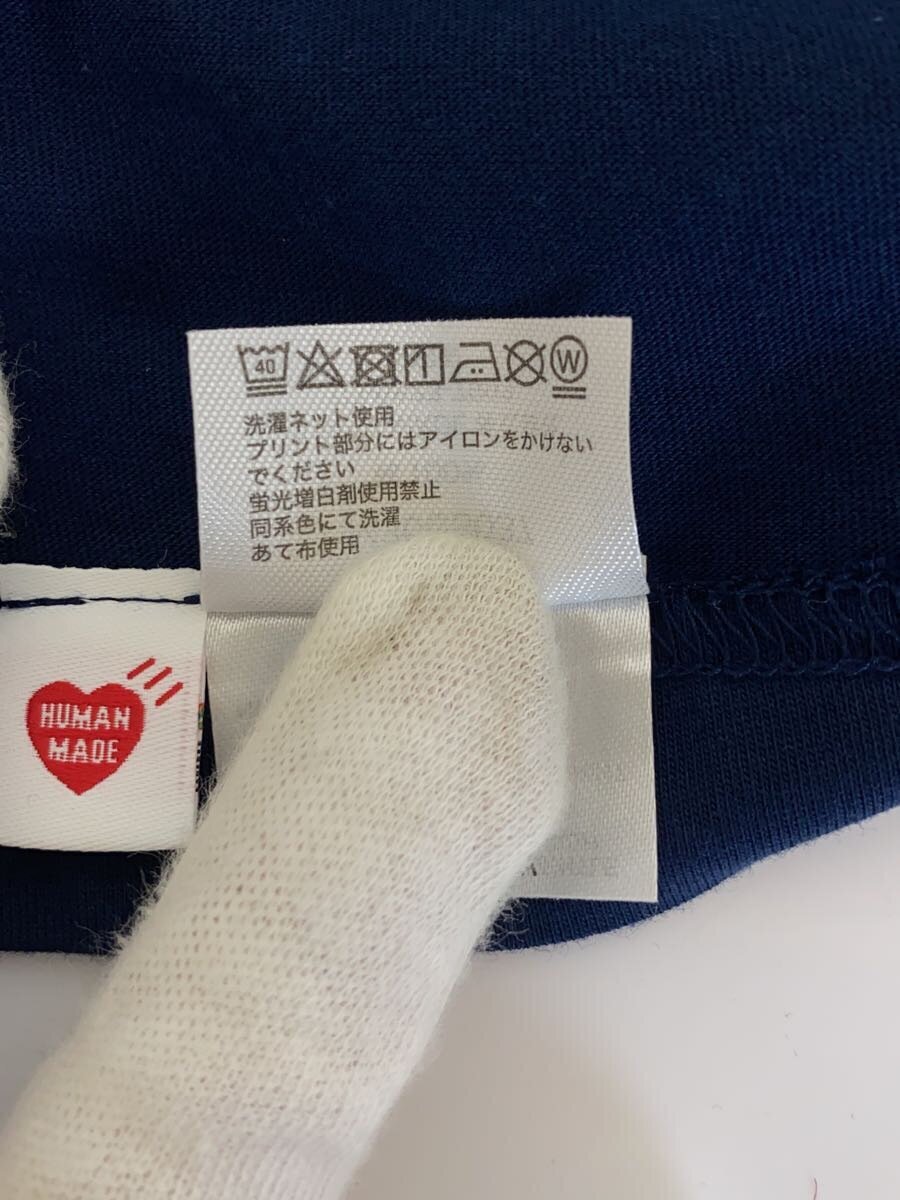 40 W
洗濯ネット使用
プリント部分にはアイロンをかけない
でください
蛍光増白剤使用禁止
同系色にて洗濯
あて布使用
HUMAN
MADE